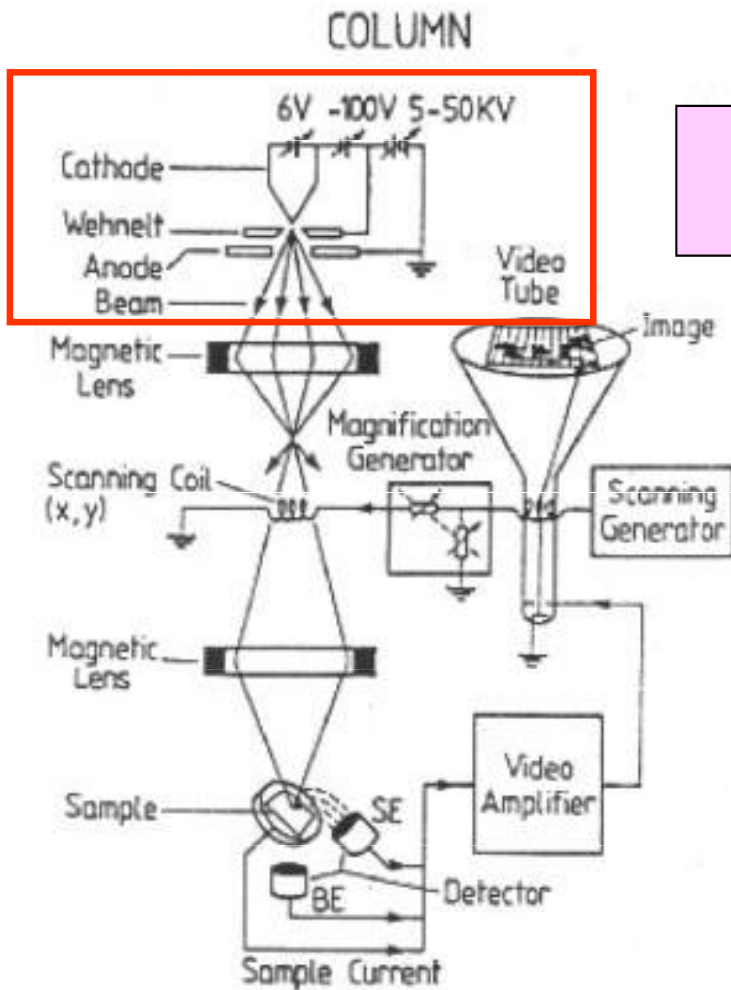 COLUMN
6V -100V 5-50KV
Cathode
Wehnelt
Anode
Beam
Video
Tube
Image
Magnetic
Lens
Magnification
Generator
Scanning Coil
(x,y)
Scanning
Generator
Magnetic
Lens
Video
Amplifier
Sample
SE
BE
Detector
Sample Current